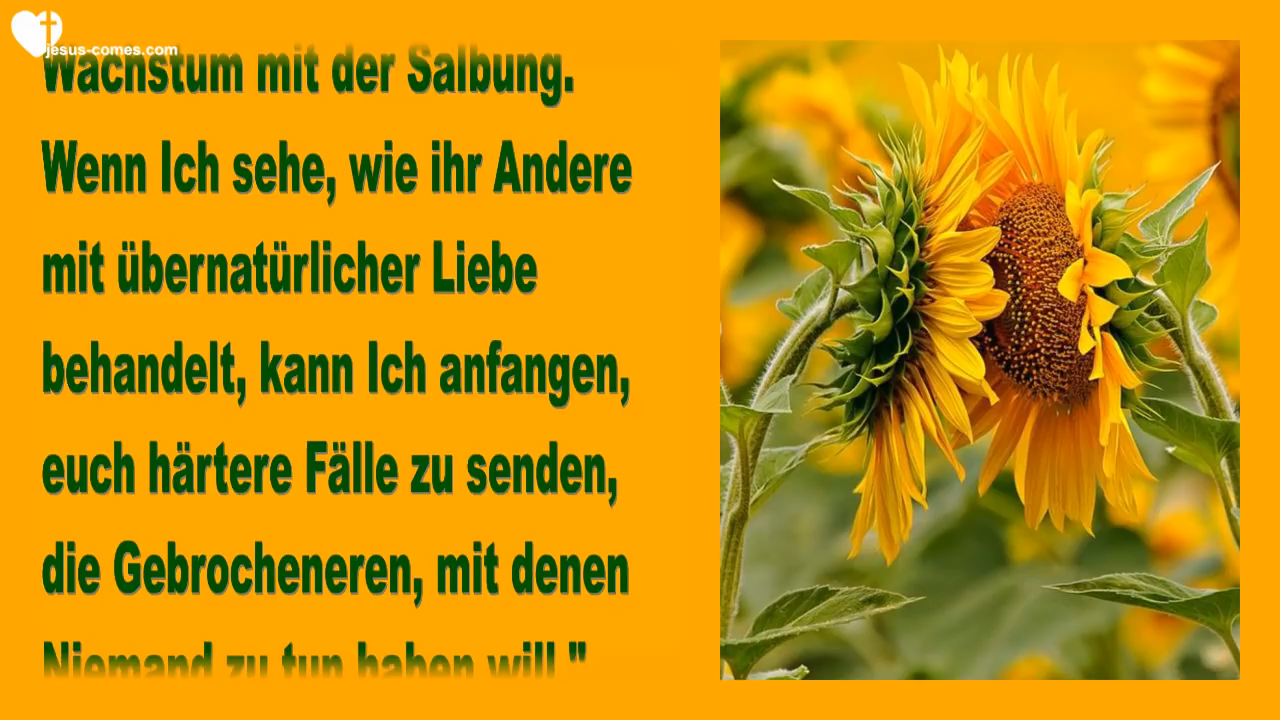 jesus-comes.com
Wachstum mit der Salbung.
Wenn Ich sehe, wie ihr Andere
mit übernatürlicher Liebe
behandelt, kann Ich anfangen,
euch härtere Fälle zu senden,
die Gebrocheneren, mit denen
Niemand zu tun haben will."